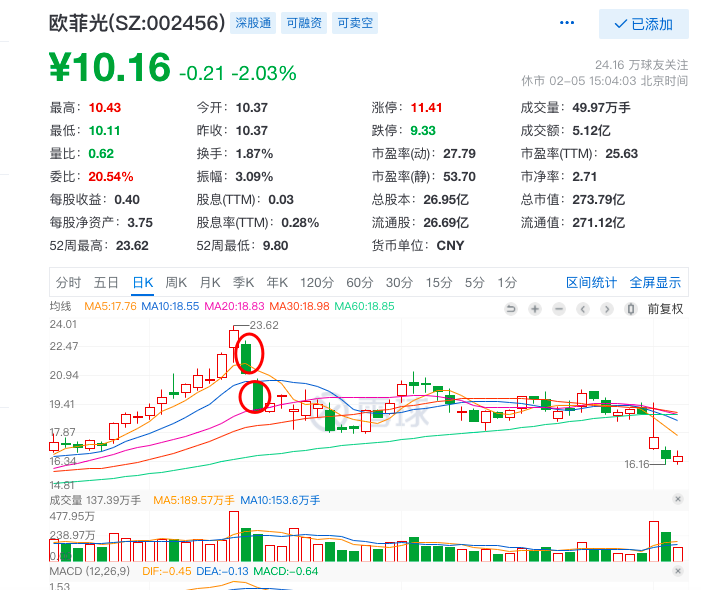 欧菲光(SZ:002456) 深股通 可融资 可卖空 ••• ✓ 已添加
¥10.16 -0.21 -2.03%
24.16 万球友关注
休市 02-05 15:04:03 北京时间
最高：10.43 今开：10.37 涨停：11.41 成交量：49.97万手
最低：10.11 昨收：10.37 跌停：9.33 成交额：5.12亿
量比：0.62 换手：1.87% 市盈率(动)：27.79 市盈率(TTM)：25.63
委比：20.54% 振幅：3.09% 市盈率(静)：53.70 市净率：2.71
每股收益：0.40 股息(TTM)：0.03 总股本：26.95亿 总市值：273.79亿
每股净资产：3.75 股息率(TTM)：0.28% 流通股：26.69亿 流通值：271.12亿
52周最高：23.62 52周最低：9.80 货币单位：CNY
分时 五日 日K 周K 月K 季K 年K 120分 60分 30分 15分 5分 1分 区间统计 全屏显示
均线 MA5:17.76 MA10:18.55 MA20:18.83 MA30:18.98 MA60:18.85 前复权
24.01
23.62
22.47
20.94
19.41
雪球
17.87
16.34
16.16
14.81
成交量 137.39万手 MA5:189.57万手 MA10:153.6万手
477.95万
238.97万
MACD (12,26,9) DIF:-0.45 DEA:-0.13 MACD:-0.64
1.53